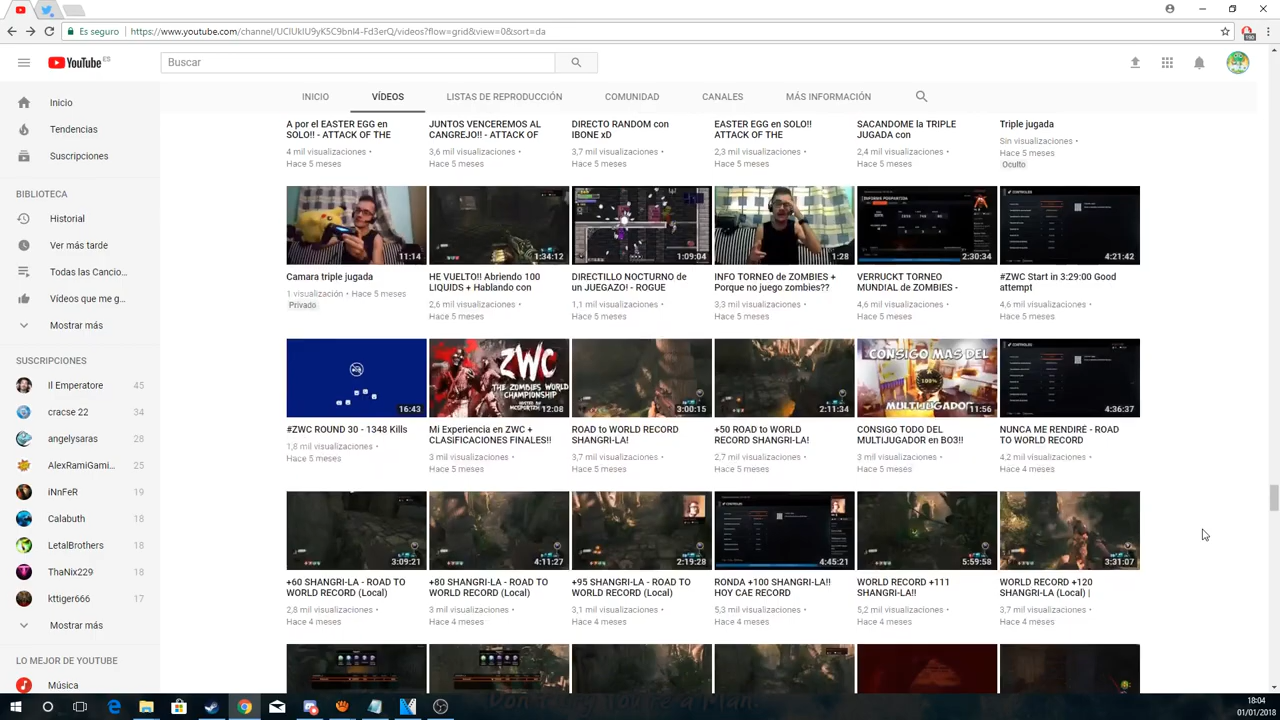 Es seguro
https://www.youtube.com/channel/UCIUkIU9yK5C9bnI4-Fd3erQ/videos?flow=grid&view=0&sort=da
190
YouTube ES
Buscar
INICIO
VÍDEOS
LISTAS DE REPRODUCCIÓN
COMUNIDAD
CANALES
MÁS INFORMACIÓN
Inicio
Tendencias
Suscripciones
BIBLIOTECA
Historial
Ver más tarde
Todas las Cancio...
Vídeos que me g...
Mostrar más
SUSCRIPCIONES
Il Emperatore 45
cracse 22 34
angelysaras 28
AlexRamiGami... 25
iNnFeR 19
Calabuth 18
LetalBrothers 18
ThaNix229 18
kttiger666 17
Mostrar más
LO MEJOR DE YOUTUBE
Música
A por el EASTER EGG en
SOLO!! - ATTACK OF THE
4 mil visualizaciones •
Hace 5 meses
JUNTOS VENCEREMOS AL
CANGREJO!! - ATTACK OF
3,6 mil visualizaciones •
Hace 5 meses
DIRECTO RANDOM con
IBONE xD
3,7 mil visualizaciones •
Hace 5 meses
EASTER EGG en SOLO!!
ATTACK OF THE
2,3 mil visualizaciones •
Hace 5 meses
SACANDOME la TRIPLE
JUGADA con
2,4 mil visualizaciones •
Hace 5 meses
Triple jugada
Sin visualizaciones •
Hace 5 meses
Oculto
1:14
Camara triple jugada
1 visualización • Hace 5 meses
Privado
1:34:12
HE VUELTO!! Abriendo 100
LIQUIDS + Hablando con
2,6 mil visualizaciones •
Hace 5 meses
1:09:04
DIRECTILLO NOCTURNO de
un JUEGAZO! - ROGUE
1,1 mil visualizaciones •
Hace 5 meses
1:28
INFO TORNEO de ZOMBIES +
Porque no juego zombies??
3,3 mil visualizaciones •
Hace 5 meses
2:30:34
VERRUCKT TORNEO
MUNDIAL de ZOMBIES -
4,6 mil visualizaciones •
Hace 5 meses
CONTROLES
4:21:42
#ZWC Start in 3:29:00 Good
attempt
4,6 mil visualizaciones •
Hace 5 meses
16:43
#ZWC ROUND 30 - 1348 Kills
1,8 mil visualizaciones •
Hace 5 meses
ZWC
THE ZOMBIES WORLD
CHAMPIONSHIP
12:08
Mi Experiencia en ZWC +
CLASIFICACIONES FINALES!!
3 mil visualizaciones •
Hace 5 meses
3:00:15
ROAD to WORLD RECORD
SHANGRI-LA!
3,7 mil visualizaciones •
Hace 5 meses
2:11:34
+50 ROAD to WORLD
RECORD SHANGRI-LA!
2,7 mil visualizaciones •
Hace 5 meses
CONSIGO MAS DEL
100%
MULTIJUGADOR
11:56
CONSIGO TODO DEL
MULTIJUGADOR en BO3!!
3 mil visualizaciones •
Hace 5 meses
CONTROLES
4:36:37
NUNCA ME RENDIRE - ROAD
TO WORLD RECORD
4,2 mil visualizaciones •
Hace 4 meses
3:09:21
+60 SHANGRI-LA - ROAD TO
WORLD RECORD (Local)
2,8 mil visualizaciones •
Hace 4 meses
4:11:27
+80 SHANGRI-LA - ROAD TO
WORLD RECORD (Local)
3 mil visualizaciones •
Hace 4 meses
2:19:28
+95 SHANGRI-LA - ROAD TO
WORLD RECORD (Local)
3,1 mil visualizaciones •
Hace 4 meses
CONTROLES
4:45:21
RONDA +100 SHANGRI-LA!!
HOY CAE RECORD
5,3 mil visualizaciones •
Hace 4 meses
5:59:58
WORLD RECORD +111
SHANGRI-LA!!
5,2 mil visualizaciones •
Hace 4 meses
3:31:07
WORLD RECORD +120
SHANGRI-LA (Local) |
3,7 mil visualizaciones •
Hace 4 meses
18:04
01/01/2018